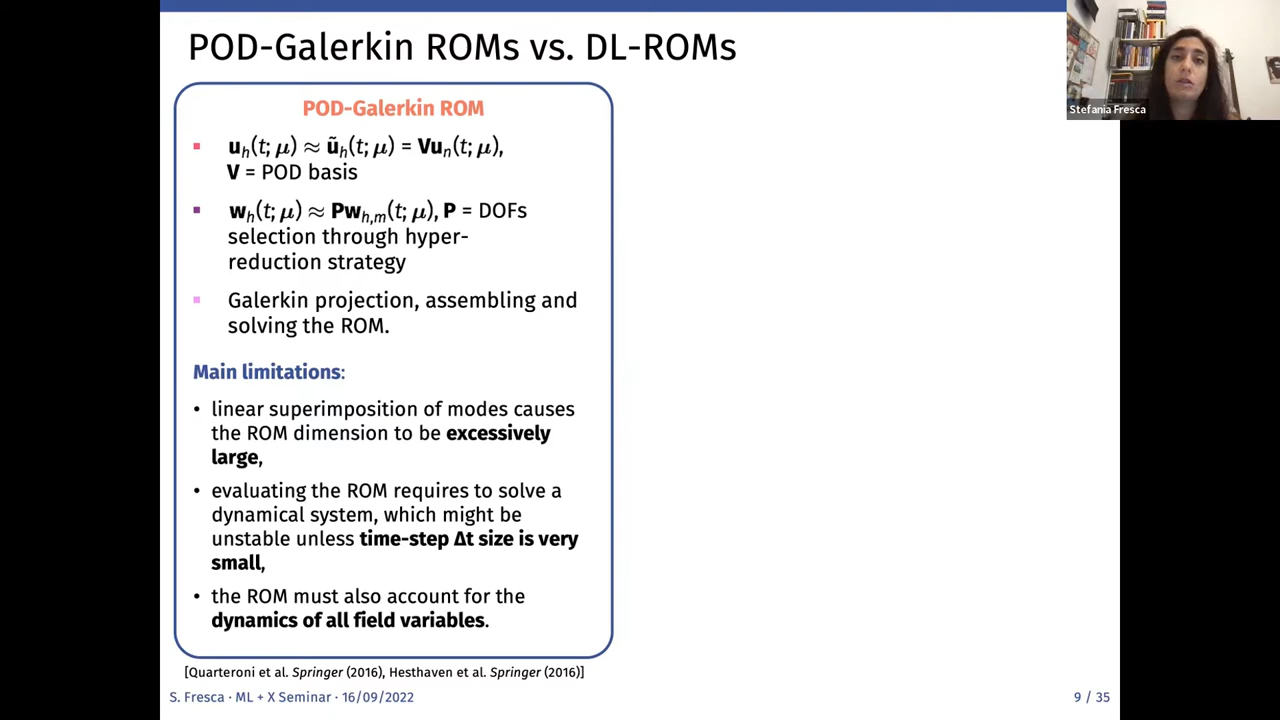 POD-Galerkin ROMs vs. DL-ROMs
Stefania Fresca
POD-Galerkin ROM
▪ u_h(t; μ) ≈ ũ_h(t; μ) = Vu_n(t; μ),
V = POD basis
▪ w_h(t; μ) ≈ Pw_{h,m}(t; μ), P = DOFs
selection through hyper-
reduction strategy
▪ Galerkin projection, assembling and
solving the ROM.
Main limitations:
• linear superimposition of modes causes
the ROM dimension to be excessively
large,
• evaluating the ROM requires to solve a
dynamical system, which might be
unstable unless time-step Δt size is very
small,
• the ROM must also account for the
dynamics of all field variables.
[Quarteroni et al. Springer (2016), Hesthaven et al. Springer (2016)]
S. Fresca · ML + X Seminar · 16/09/2022
9 / 35